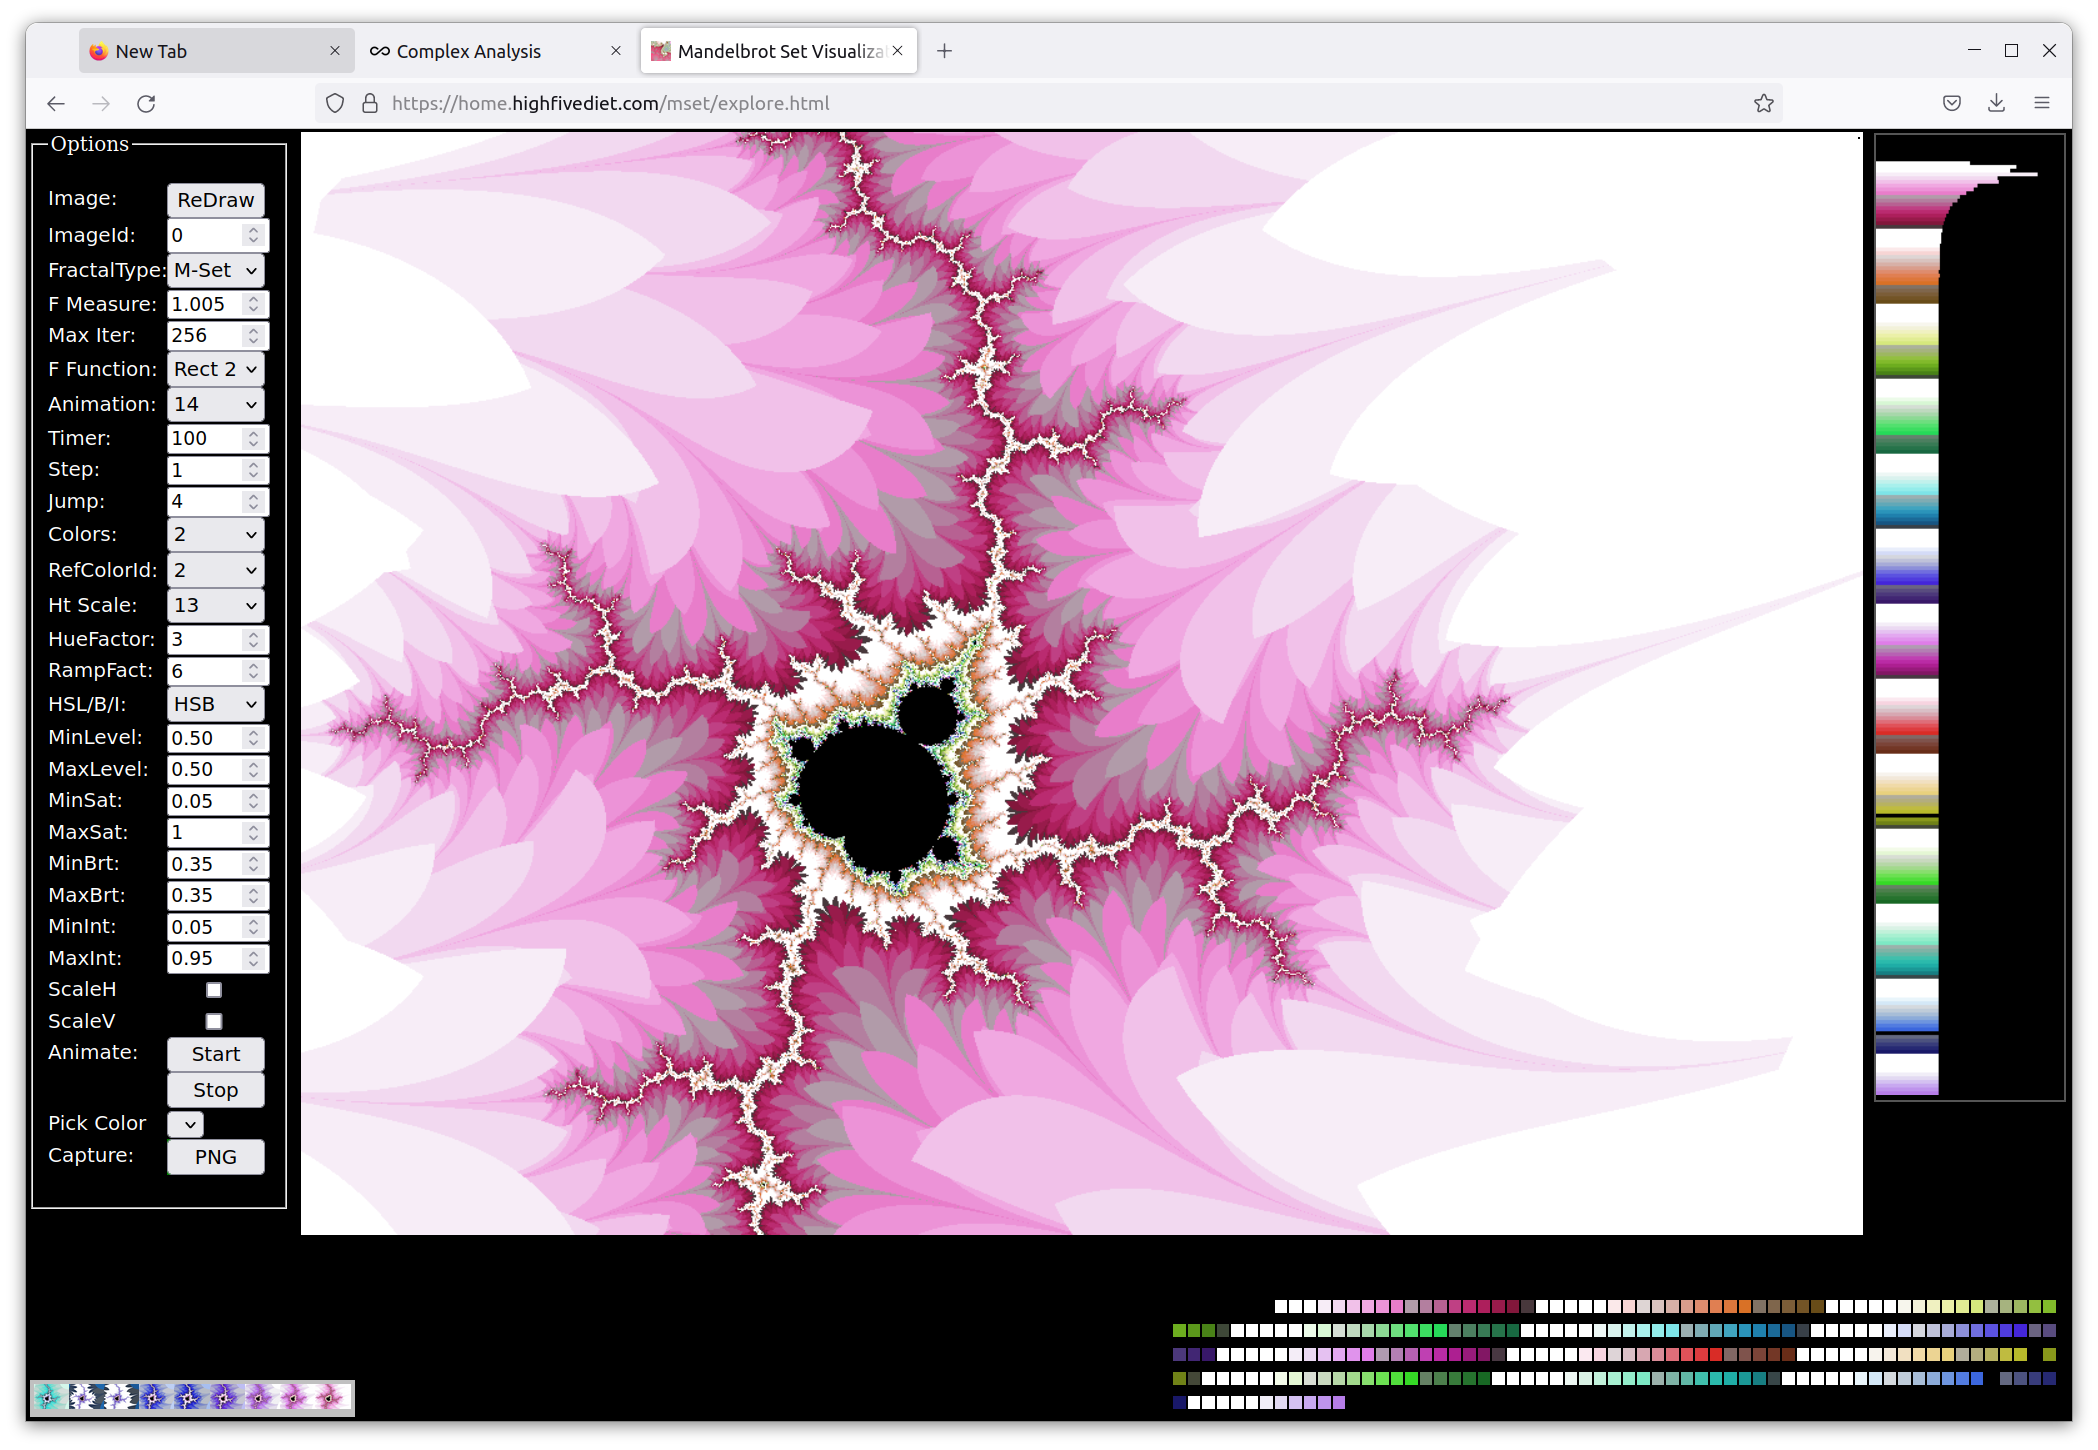 New Tab
Complex Analysis
Mandelbrot Set Visualiza
https://home.highfivediet.com/mset/explore.html
Options
Image: ReDraw
ImageId: 0
FractalType: M-Set
F Measure: 1.005
Max Iter: 256
F Function: Rect 2
Animation: 14
Timer: 100
Step: 1
Jump: 4
Colors: 2
RefColorId: 2
Ht Scale: 13
HueFactor: 3
RampFact: 6
HSL/B/I: HSB
MinLevel: 0.50
MaxLevel: 0.50
MinSat: 0.05
MaxSat: 1
MinBrt: 0.35
MaxBrt: 0.35
MinInt: 0.05
MaxInt: 0.95
ScaleH
ScaleV
Animate: Start
Stop
Pick Color
Capture: PNG